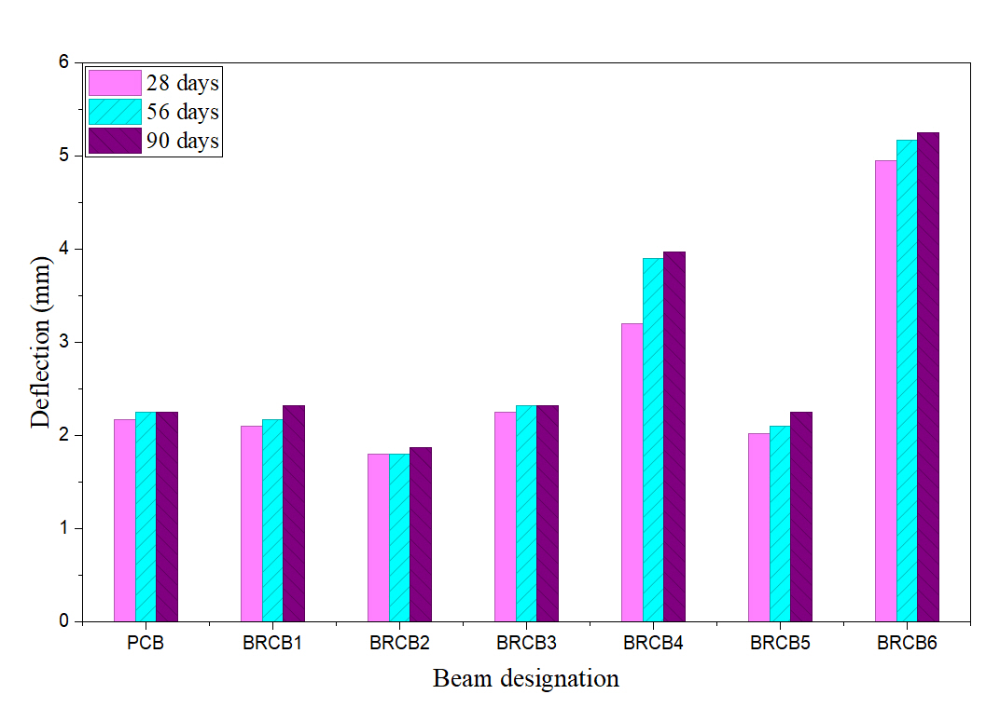 28 days
56 days
90 days
6
5
4
3
2
1
0
Deflection (mm)
PCB BRCB1 BRCB2 BRCB3 BRCB4 BRCB5 BRCB6
Beam designation